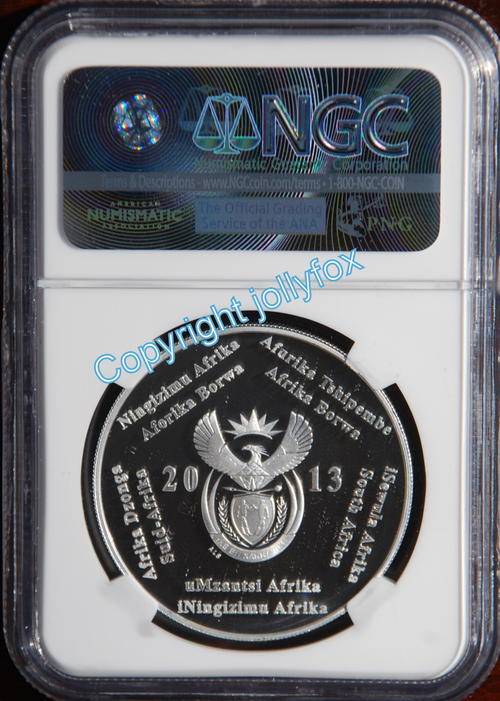 NGC
Numismatic Guaranty Corporation
Terms & Descriptions - www.NGCcoin.com/terms • 1-800-NGC-COIN
AMERICAN
NUMISMATIC
ASSOCIATION
The Official Grading
Service of the ANA
PNG
Copyright jollyfox
Ningizimu Afrika
Aforika Borwa
Afurika Tshipembe
Afrika Borwa
20 13
Afrika Dzonga
Suid-Afrika
iSewula Afrika
South Africa
uMzantsi Afrika
iNingizimu Afrika